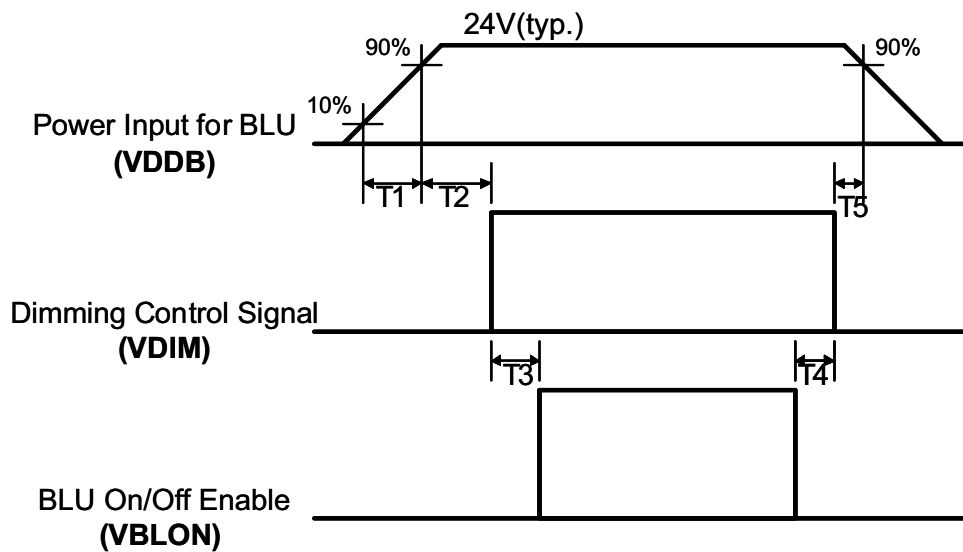 24V(typ.)
90%
90%
10%
Power Input for BLU
(VDDB)
T1
T2
T5
Dimming Control Signal
(VDIM)
T3
T4
BLU On/Off Enable
(VBLON)